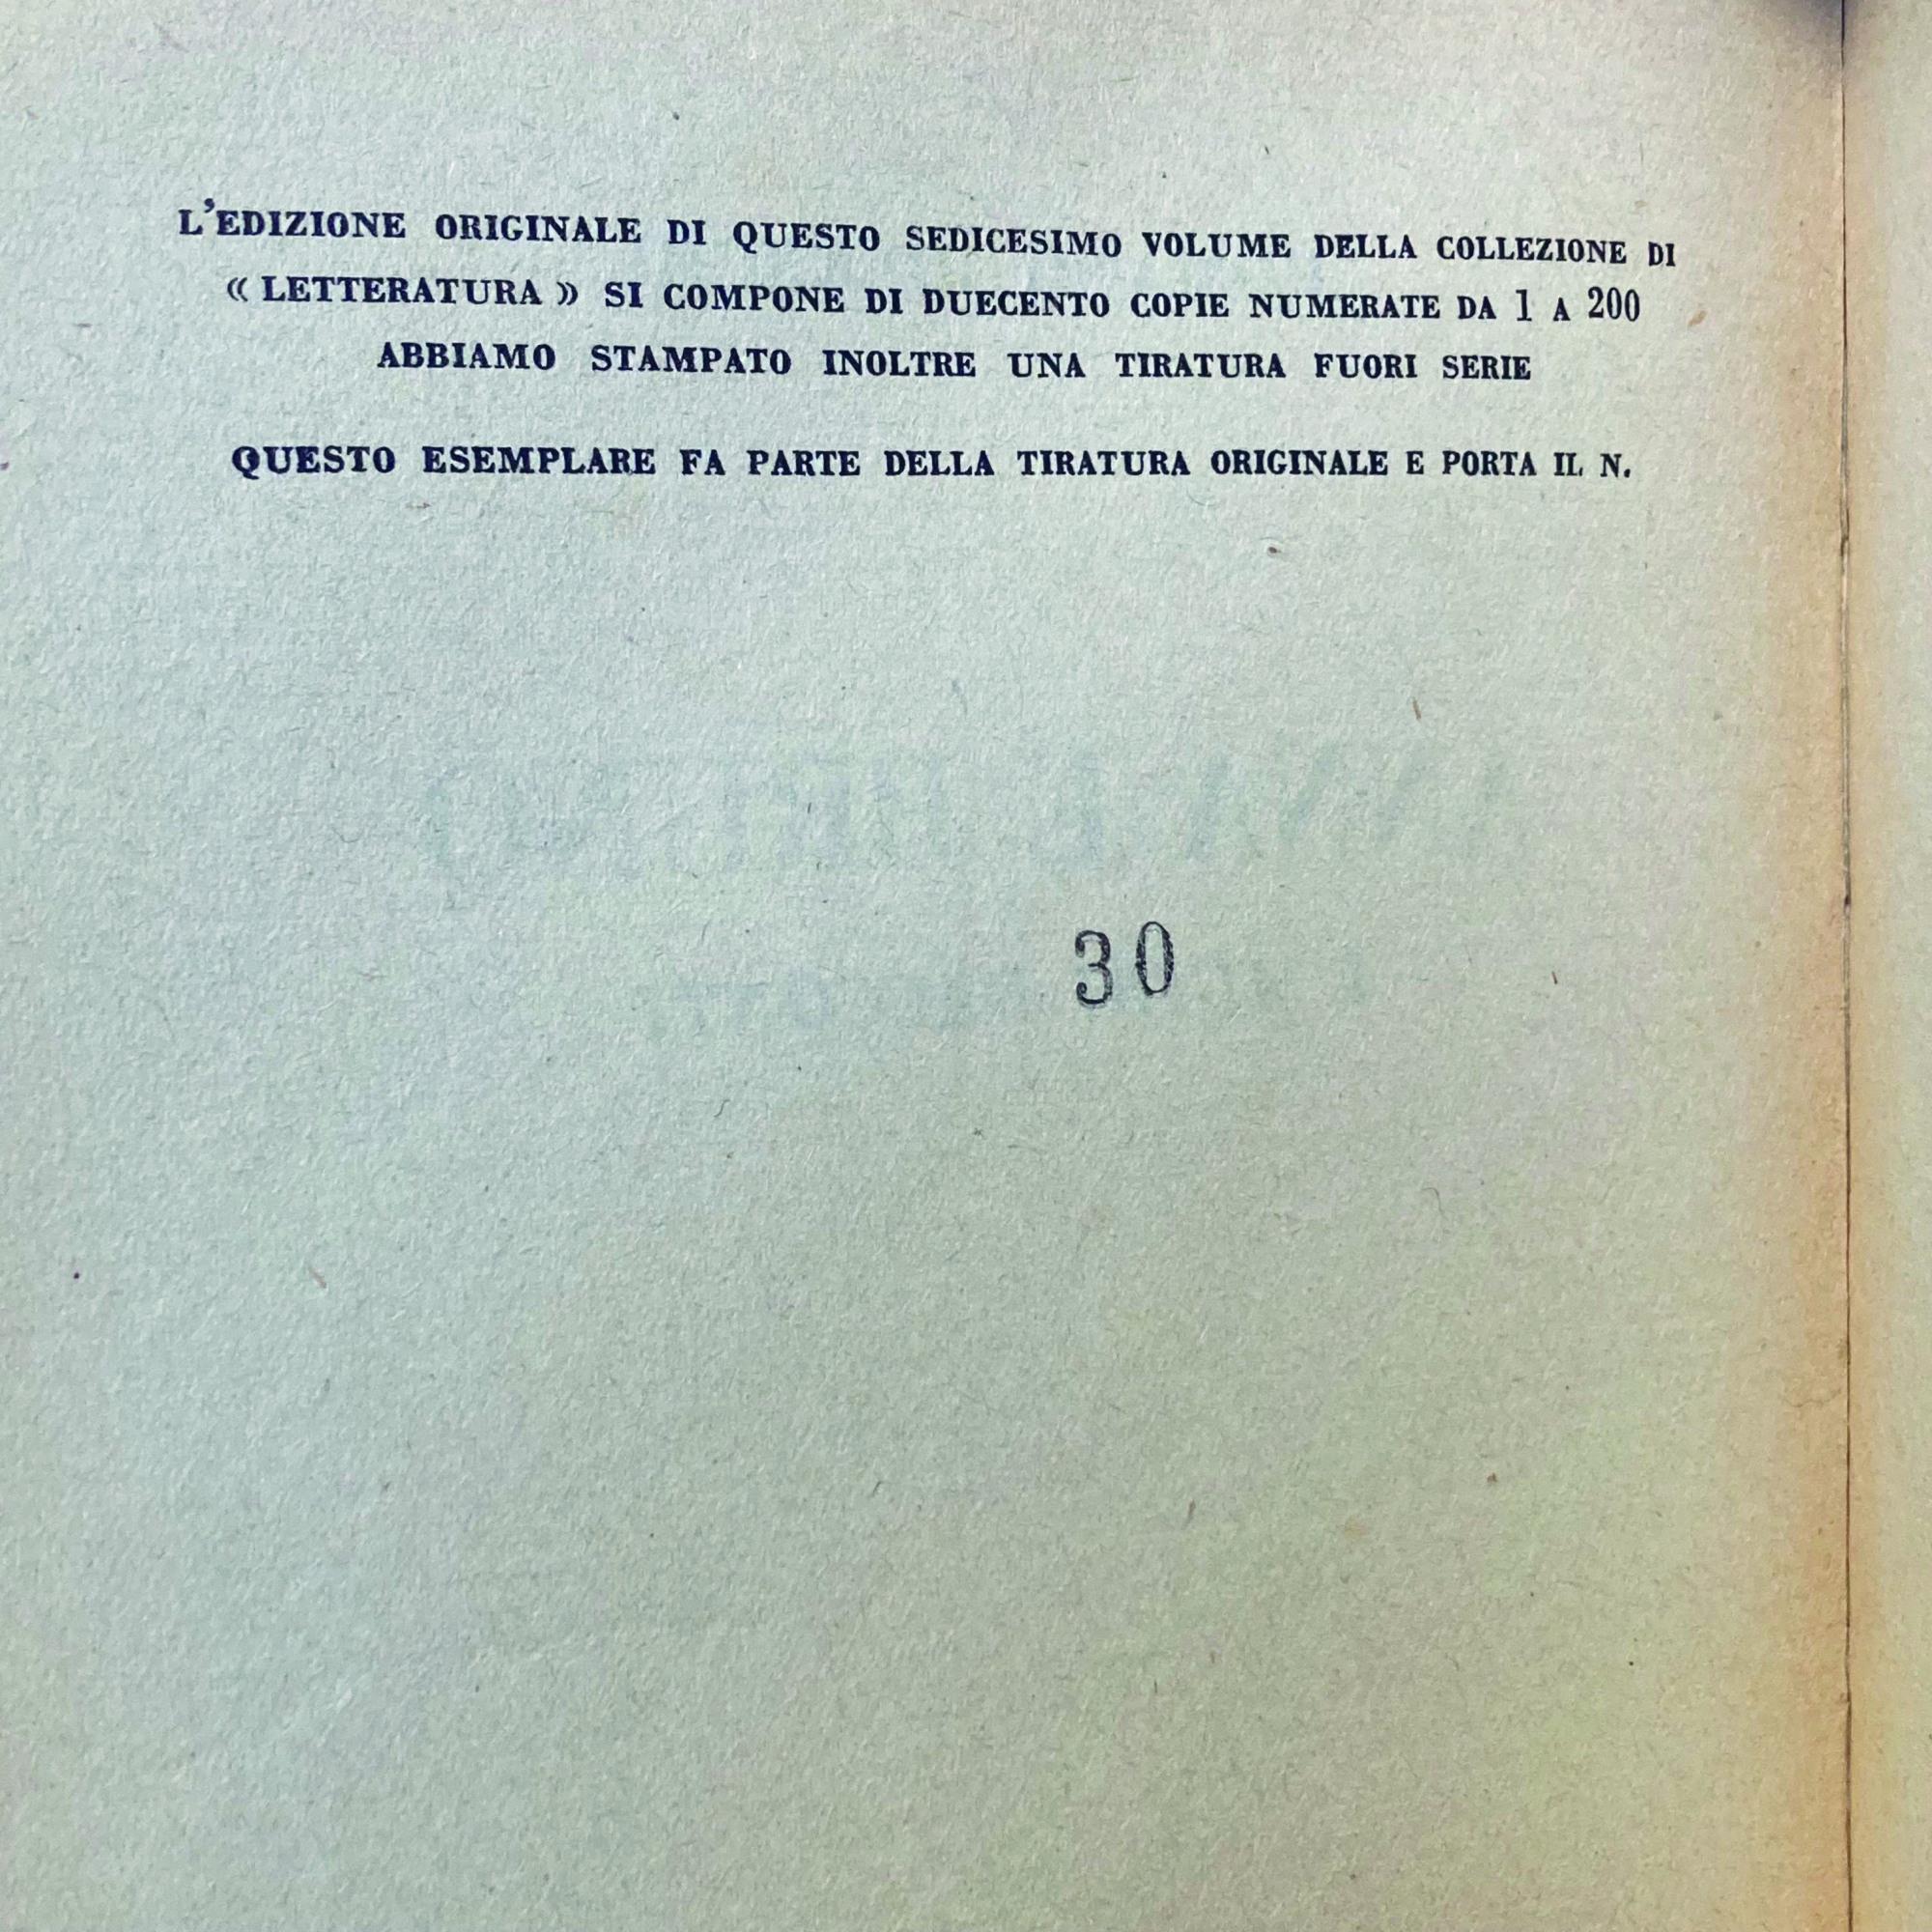 L'EDIZIONE ORIGINALE DI QUESTO SEDICESIMO VOLUME DELLA COLLEZIONE DI
« LETTERATURA » SI COMPONE DI DUECENTO COPIE NUMERATE DA 1 A 200
ABBIAMO STAMPATO INOLTRE UNA TIRATURA FUORI SERIE
QUESTO ESEMPLARE FA PARTE DELLA TIRATURA ORIGINALE E PORTA IL N.
30